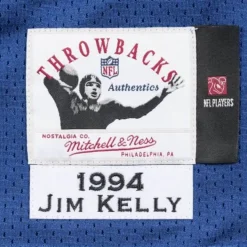 THROWBACKS
NFL
Authentics
NOSTALGIA CO.
Mitchell & Ness
PHILADELPHIA, PA
NFL PLAYERS
1994
JIM KELLY